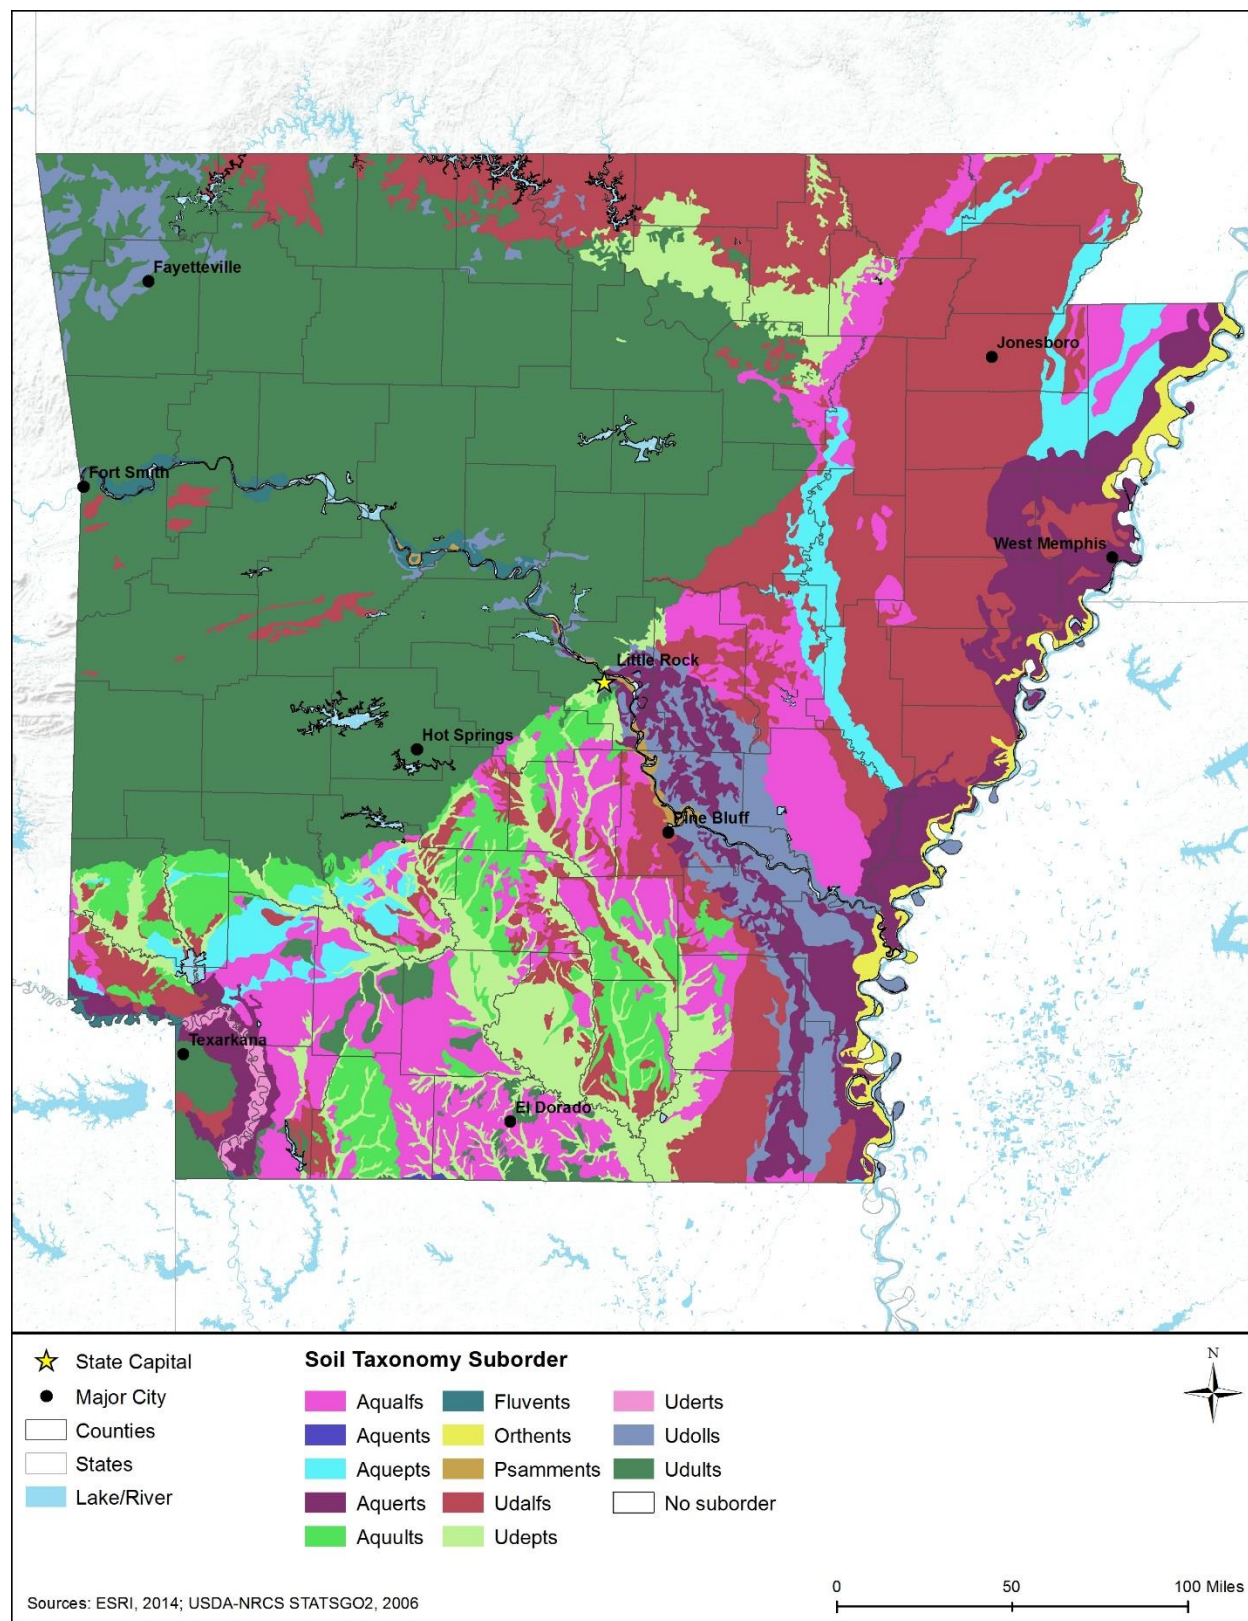 Fayetteville
Jonesboro
Fort Smith
West Memphis
Little Rock
Hot Springs
Pine Bluff
Texarkana
El Dorado
State Capital
Major City
Counties
States
Lake/River
Soil Taxonomy Suborder
Aqualfs
Aquents
Aquepts
Aquerts
Aquults
Fluvents
Orthents
Psamments
Udalfs
Udepts
Uderts
Udolls
Udults
No suborder
N
0 50 100 Miles
Sources: ESRI, 2014; USDA-NRCS STATSGO2, 2006